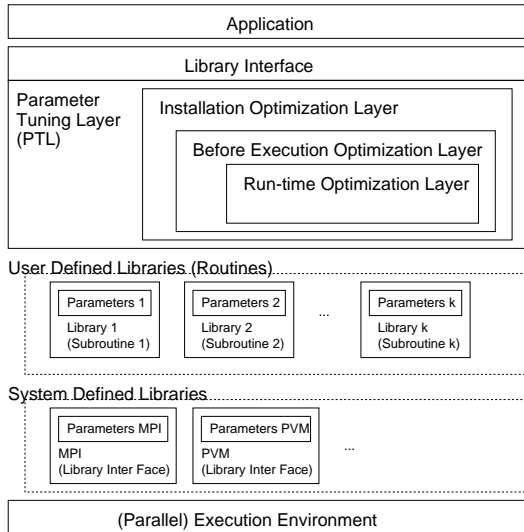 Application
Library Interface
Parameter
Tuning Layer
(PTL)
Installation Optimization Layer
Before Execution Optimization Layer
Run-time Optimization Layer
User Defined Libraries (Routines)
Parameters 1
Library 1
(Subroutine 1)
Parameters 2
Library 2
(Subroutine 2)
...
Parameters k
Library k
(Subroutine k)
System Defined Libraries
Parameters MPI
MPI
(Library Inter Face)
Parameters PVM
PVM
(Library Inter Face)
...
(Parallel) Execution Environment